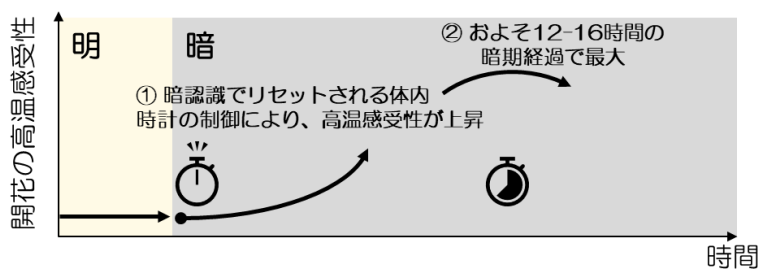 開花の高温感受性
明
暗
① 暗認識でリセットされる体内
時計の制御により、高温感受性が上昇
② およそ12-16時間の
暗期経過で最大
時間